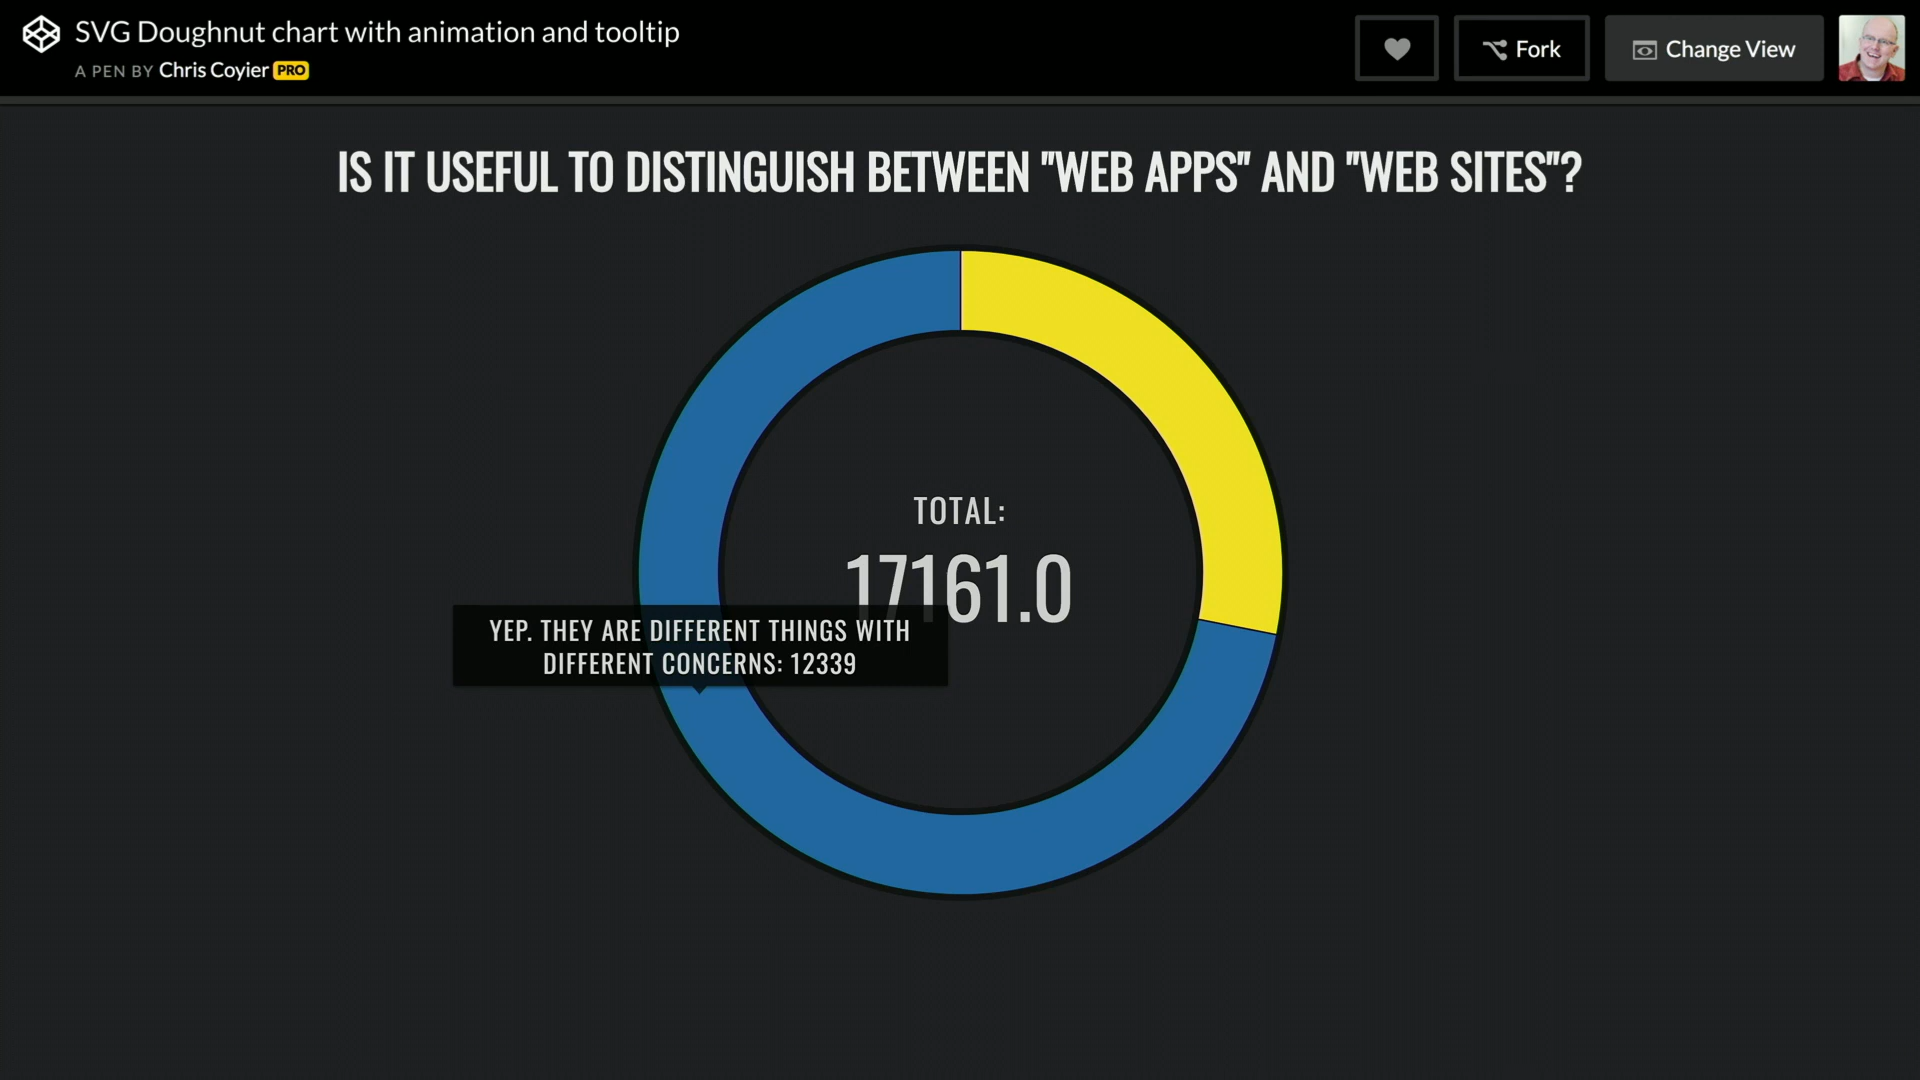 SVG Doughnut chart with animation and tooltip
A PEN BY Chris Coyier PRO
Fork
Change View
IS IT USEFUL TO DISTINGUISH BETWEEN "WEB APPS" AND "WEB SITES"?
TOTAL:
17161.0
YEP. THEY ARE DIFFERENT THINGS WITH
DIFFERENT CONCERNS: 12339